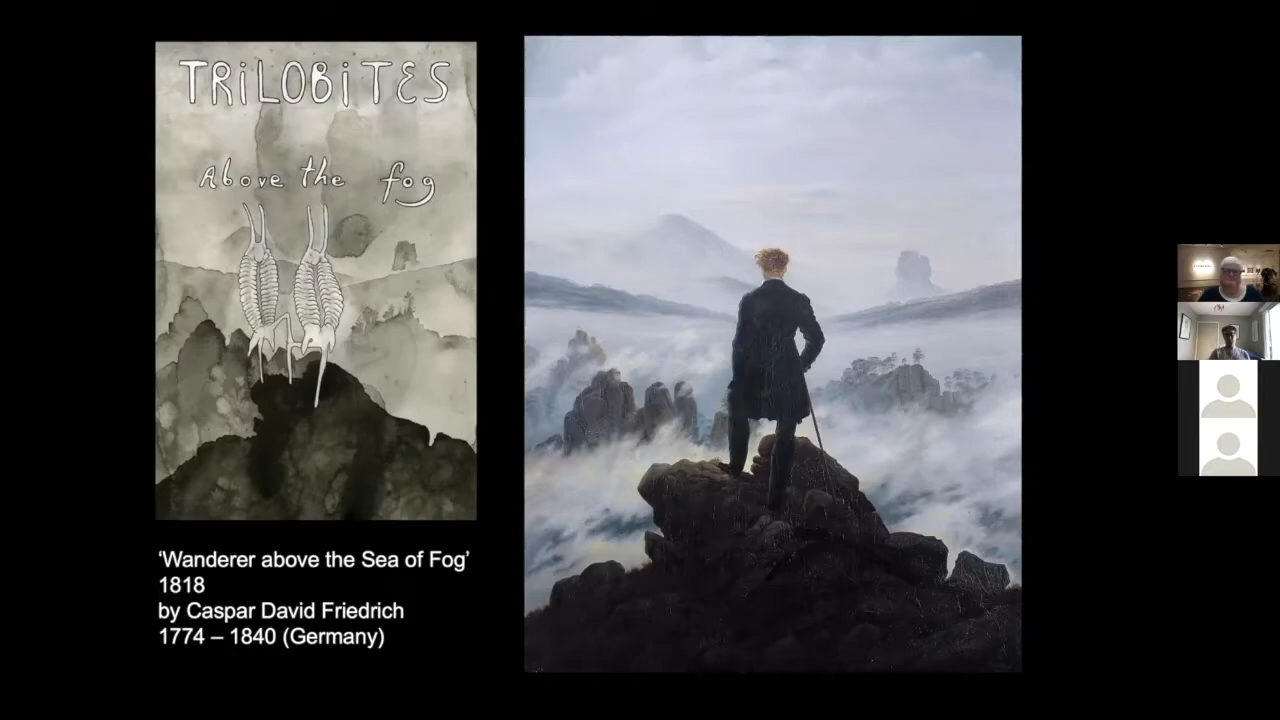 TRiLOBiTES
Above the fog
‘Wanderer above the Sea of Fog’
1818
by Caspar David Friedrich
1774 – 1840 (Germany)